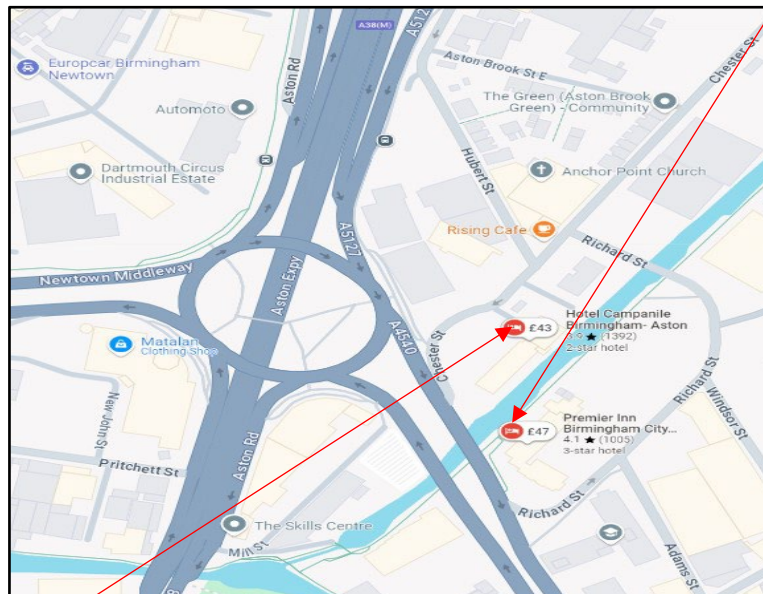 A38(M)
A512
Aston Rd
Europcar Birmingham
Newtown
Automoto
Dartmouth Circus
Industrial Estate
Aston Brook St E
Chester St
The Green (Aston Brook
Green) - Community
Hubert St
Anchor Point Church
Rising Cafe
A5127
Richard St
Newtown Middleway
Aston Expy
Matalan
Clothing Shop
A4540
Chester St
£43
Hotel Campanile
Birmingham- Aston
★ (1392)
2-star hotel
Richard St
Windsor St
New John St
£47
Premier Inn
Birmingham City...
4.1 ★ (1005)
3-star hotel
Pritchett St
Aston Rd
Richard St
The Skills Centre
Mill St
Adams St